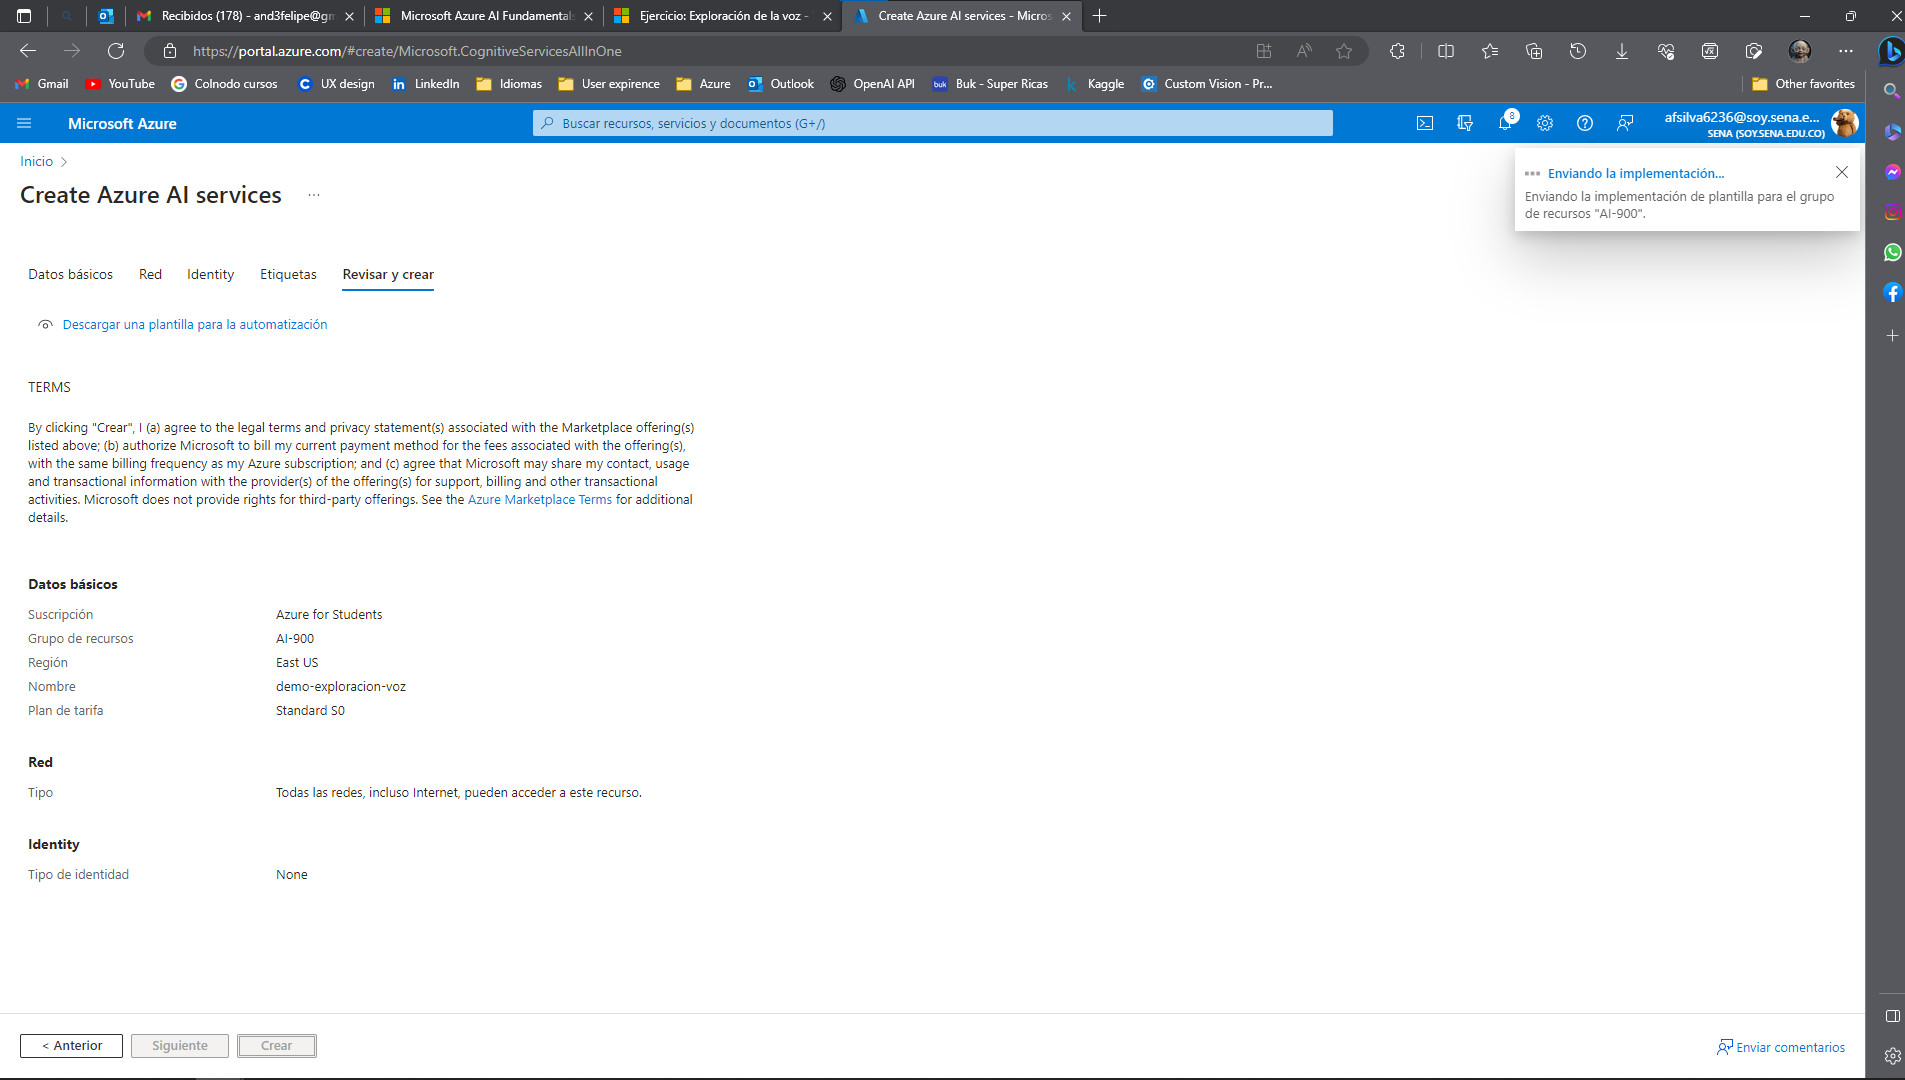 Recibidos (178) - and3felipe@gm
Microsoft Azure AI Fundamentals
Ejercicio: Exploración de la voz -
Create Azure AI services - Micros
https://portal.azure.com/#create/Microsoft.CognitiveServicesAllInOne
Gmail
YouTube
Colnodo cursos
UX design
LinkedIn
Idiomas
User expirence
Azure
Outlook
OpenAI API
Buk - Super Ricas
Kaggle
Custom Vision - Pr...
Other favorites
Microsoft Azure
Buscar recursos, servicios y documentos (G+/)
8
afsilva6236@soy.sena.e...
SENA (SOY.SENA.EDU.CO)
Inicio
Create Azure AI services
...
Enviando la implementación...
Enviando la implementación de plantilla para el grupo
de recursos "AI-900".
Datos básicos
Red
Identity
Etiquetas
Revisar y crear
Descargar una plantilla para la automatización
TERMS
By clicking "Crear", I (a) agree to the legal terms and privacy statement(s) associated with the Marketplace offering(s)
listed above; (b) authorize Microsoft to bill my current payment method for the fees associated with the offering(s),
with the same billing frequency as my Azure subscription; and (c) agree that Microsoft may share my contact, usage
and transactional information with the provider(s) of the offering(s) for support, billing and other transactional
activities. Microsoft does not provide rights for third-party offerings. See the Azure Marketplace Terms for additional
details.
Datos básicos
Suscripción Azure for Students
Grupo de recursos AI-900
Región East US
Nombre demo-exploracion-voz
Plan de tarifa Standard S0
Red
Tipo Todas las redes, incluso Internet, pueden acceder a este recurso.
Identity
Tipo de identidad None
< Anterior
Siguiente
Crear
Enviar comentarios